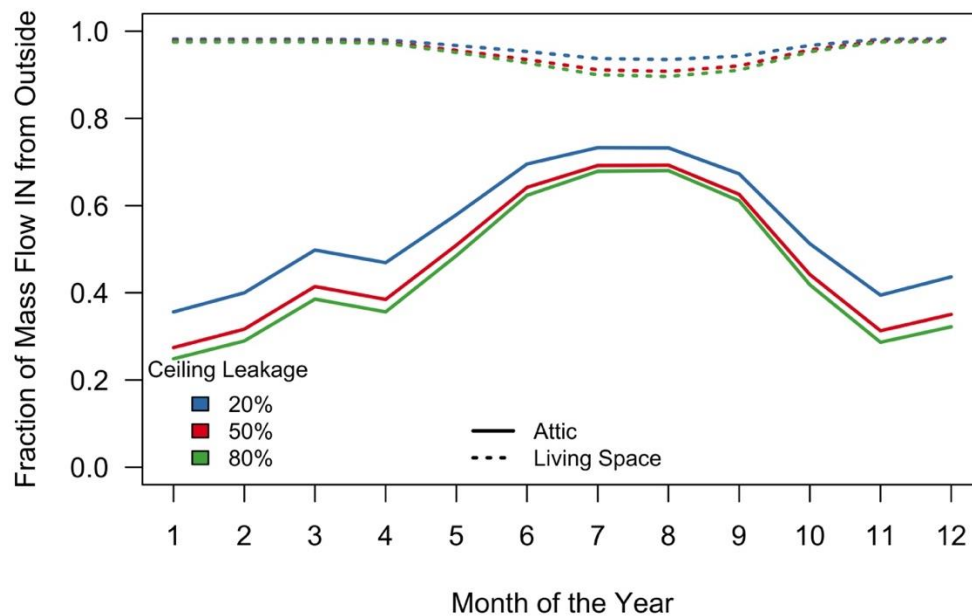 Fraction of Mass Flow IN from Outside
1.0
0.8
0.6
0.4
0.2
0.0
Ceiling Leakage
20%
50%
80%
Attic
Living Space
1 2 3 4 5 6 7 8 9 10 11 12
Month of the Year